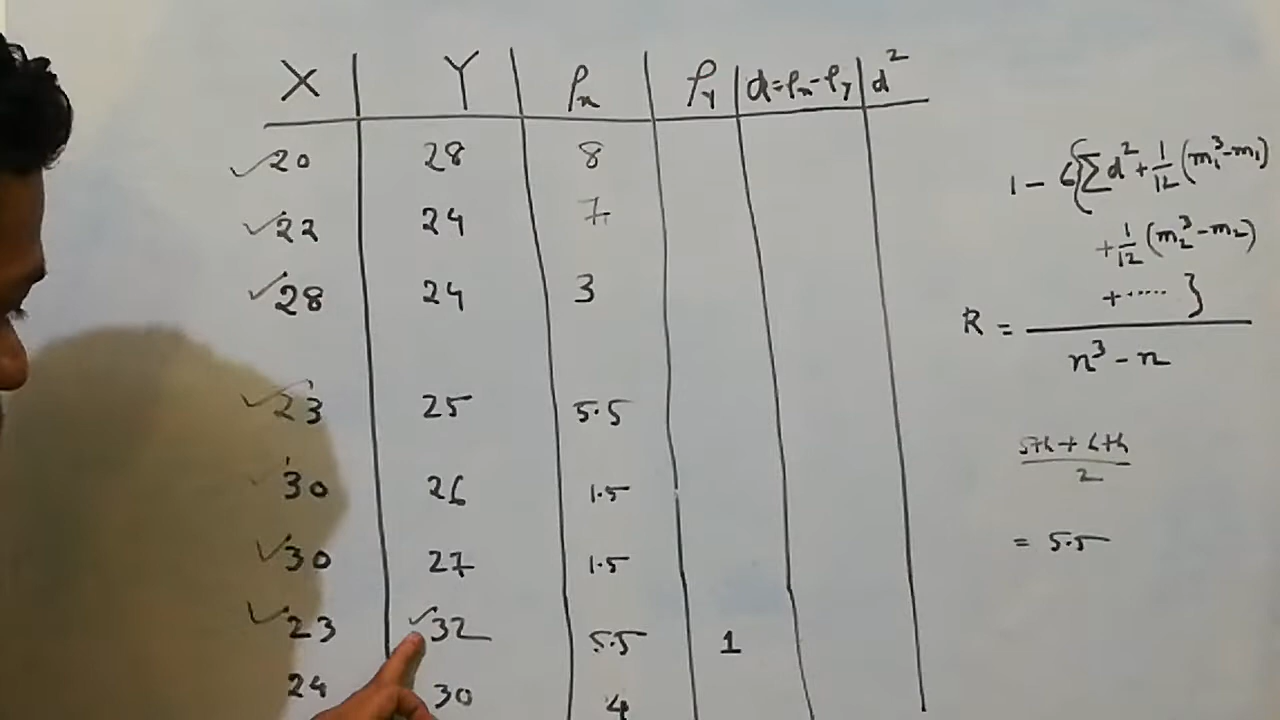 X Y ρx ρy d=ρx-ρy d²
20 28 8
22 24 7
28 24 3
23 25 5.5
30 26 1.5
30 27 1.5
23 32 5.5 1
24 30 4
1 - 6{∑d² + 1/12 (m₁³-m₁)
+ 1/12 (m₂³-m₂)
+ ..... }
R =
n³ - n
5th + 6th
2
= 5.5